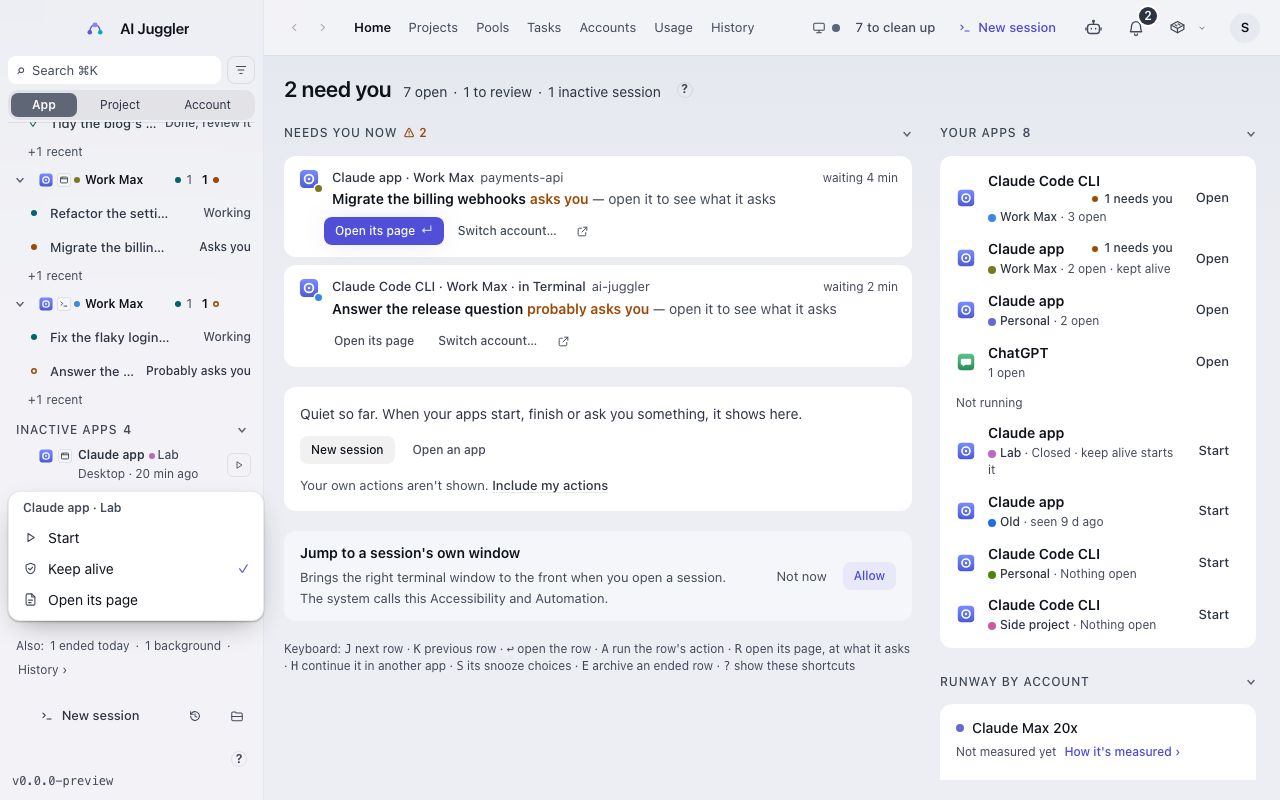 AI Juggler
Search ⌘K
App Project Account
Tidy the blog's ... Done, review it
+1 recent
Work Max 1 1
Refactor the setti... Working
Migrate the billin... Asks you
+1 recent
Work Max 1 1
Fix the flaky login... Working
Answer the ... Probably asks you
+1 recent
INACTIVE APPS 4
Claude app Lab
Desktop · 20 min ago
Claude app · Lab
Start
Keep alive
Open its page
Also: 1 ended today · 1 background ·
History ›
New session
?
v0.0.0-preview
Home Projects Pools Tasks Accounts Usage History
7 to clean up
New session
2
S
2 need you 7 open · 1 to review · 1 inactive session ?
NEEDS YOU NOW 2
Claude app · Work Max payments-api waiting 4 min
Migrate the billing webhooks asks you — open it to see what it asks
Open its page ↵ Switch account...
Claude Code CLI · Work Max · in Terminal ai-juggler waiting 2 min
Answer the release question probably asks you — open it to see what it asks
Open its page Switch account...
Quiet so far. When your apps start, finish or ask you something, it shows here.
New session Open an app
Your own actions aren't shown. Include my actions
Jump to a session's own window
Brings the right terminal window to the front when you open a session.
The system calls this Accessibility and Automation.
Not now Allow
Keyboard: J next row · K previous row · ↩ open the row · A run the row's action · R open its page, at what it asks
· H continue it in another app · S its snooze choices · E archive an ended row · ? show these shortcuts
YOUR APPS 8
Claude Code CLI
1 needs you
Work Max · 3 open
Open
Claude app 1 needs you
Work Max · 2 open · kept alive
Open
Claude app
Personal · 2 open
Open
ChatGPT
1 open
Open
Not running
Claude app
Lab · Closed · keep alive starts
it
Start
Claude app
Old · seen 9 d ago
Start
Claude Code CLI
Personal · Nothing open
Start
Claude Code CLI
Side project · Nothing open
Start
RUNWAY BY ACCOUNT
Claude Max 20x
Not measured yet How it's measured ›